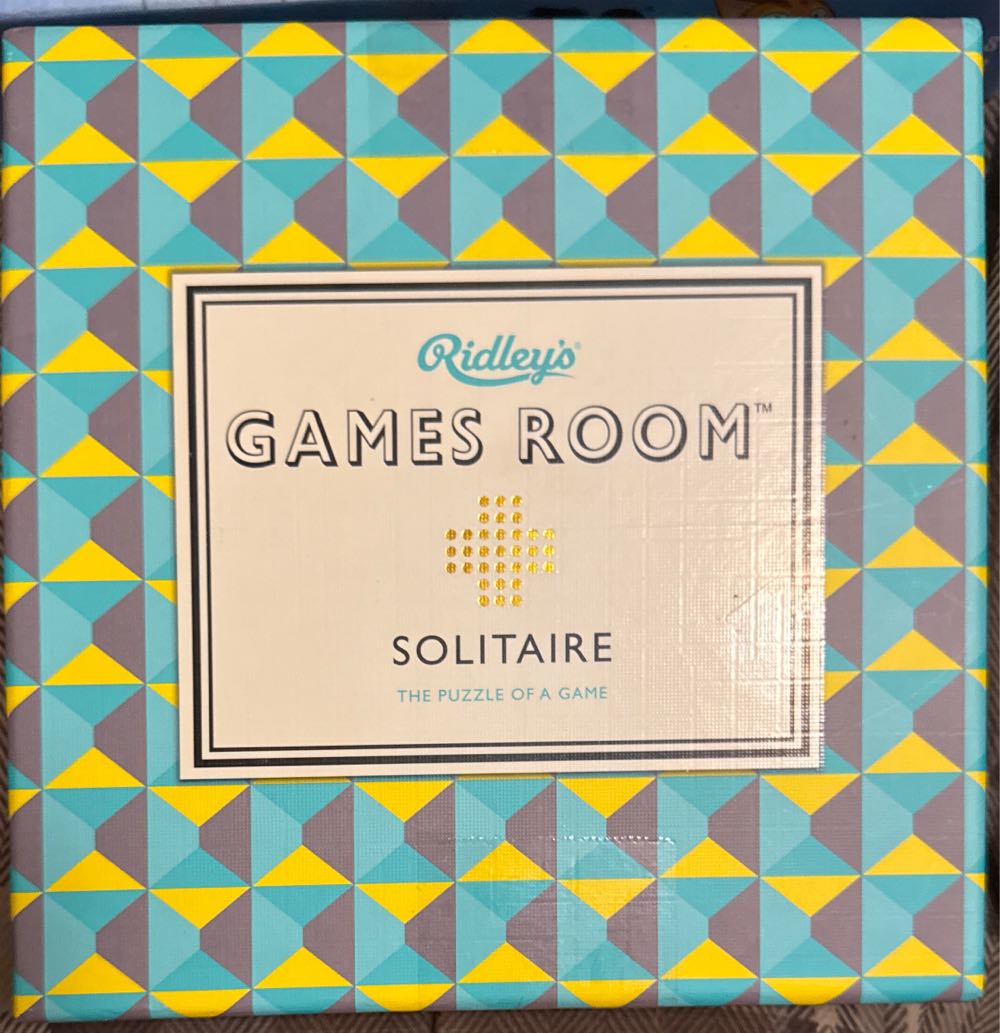 Ridley's®
GAMES ROOM™
SOLITAIRE
THE PUZZLE OF A GAME